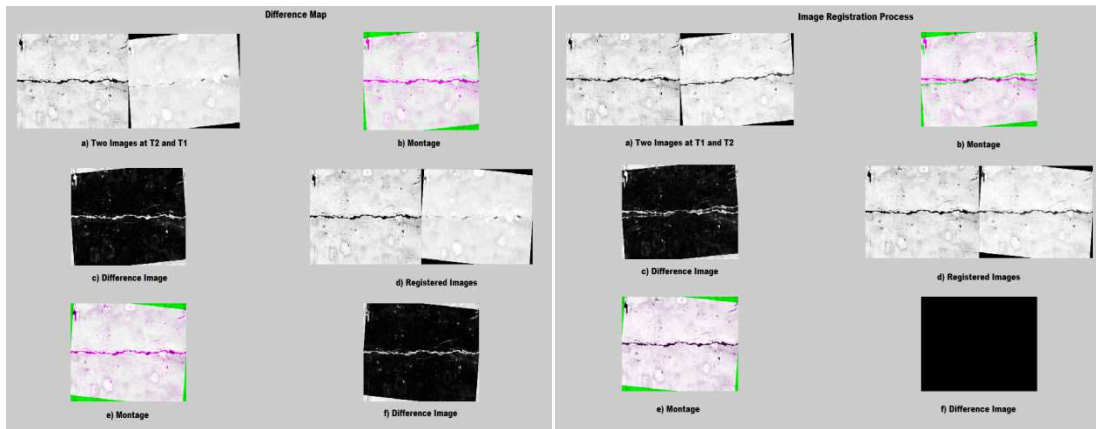 Difference Map
a) Two Images at T2 and T1
b) Montage
c) Difference Image
d) Registered Images
e) Montage
f) Difference Image
Image Registration Process
a) Two Images at T1 and T2
b) Montage
c) Difference Image
d) Registered Images
e) Montage
f) Difference Image